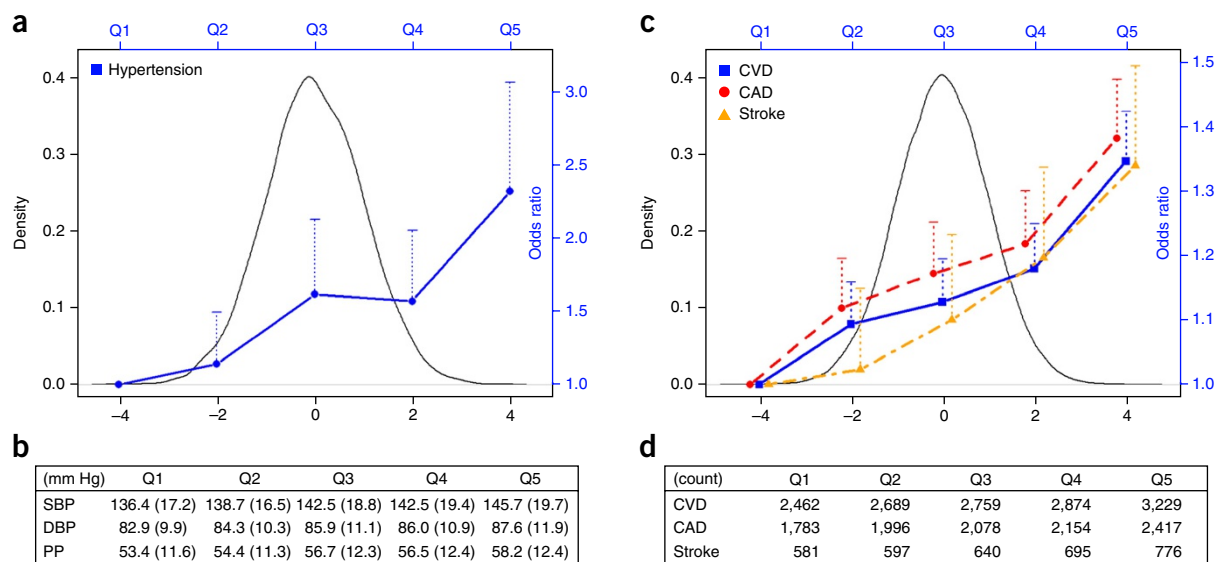 a
Q1 Q2 Q3 Q4 Q5
Hypertension
0.4
0.3
0.2
0.1
0.0
Density
3.0
2.5
2.0
1.5
1.0
Odds ratio
–4 –2 0 2 4
b
(mm Hg) Q1 Q2 Q3 Q4 Q5
SBP 136.4 (17.2) 138.7 (16.5) 142.5 (18.8) 142.5 (19.4) 145.7 (19.7)
DBP 82.9 (9.9) 84.3 (10.3) 85.9 (11.1) 86.0 (10.9) 87.6 (11.9)
PP 53.4 (11.6) 54.4 (11.3) 56.7 (12.3) 56.5 (12.4) 58.2 (12.4)
c
Q1 Q2 Q3 Q4 Q5
CVD
CAD
Stroke
0.4
0.3
0.2
0.1
0.0
Density
1.5
1.4
1.3
1.2
1.1
1.0
Odds ratio
–4 –2 0 2 4
d
(count) Q1 Q2 Q3 Q4 Q5
CVD 2,462 2,689 2,759 2,874 3,229
CAD 1,783 1,996 2,078 2,154 2,417
Stroke 581 597 640 695 776